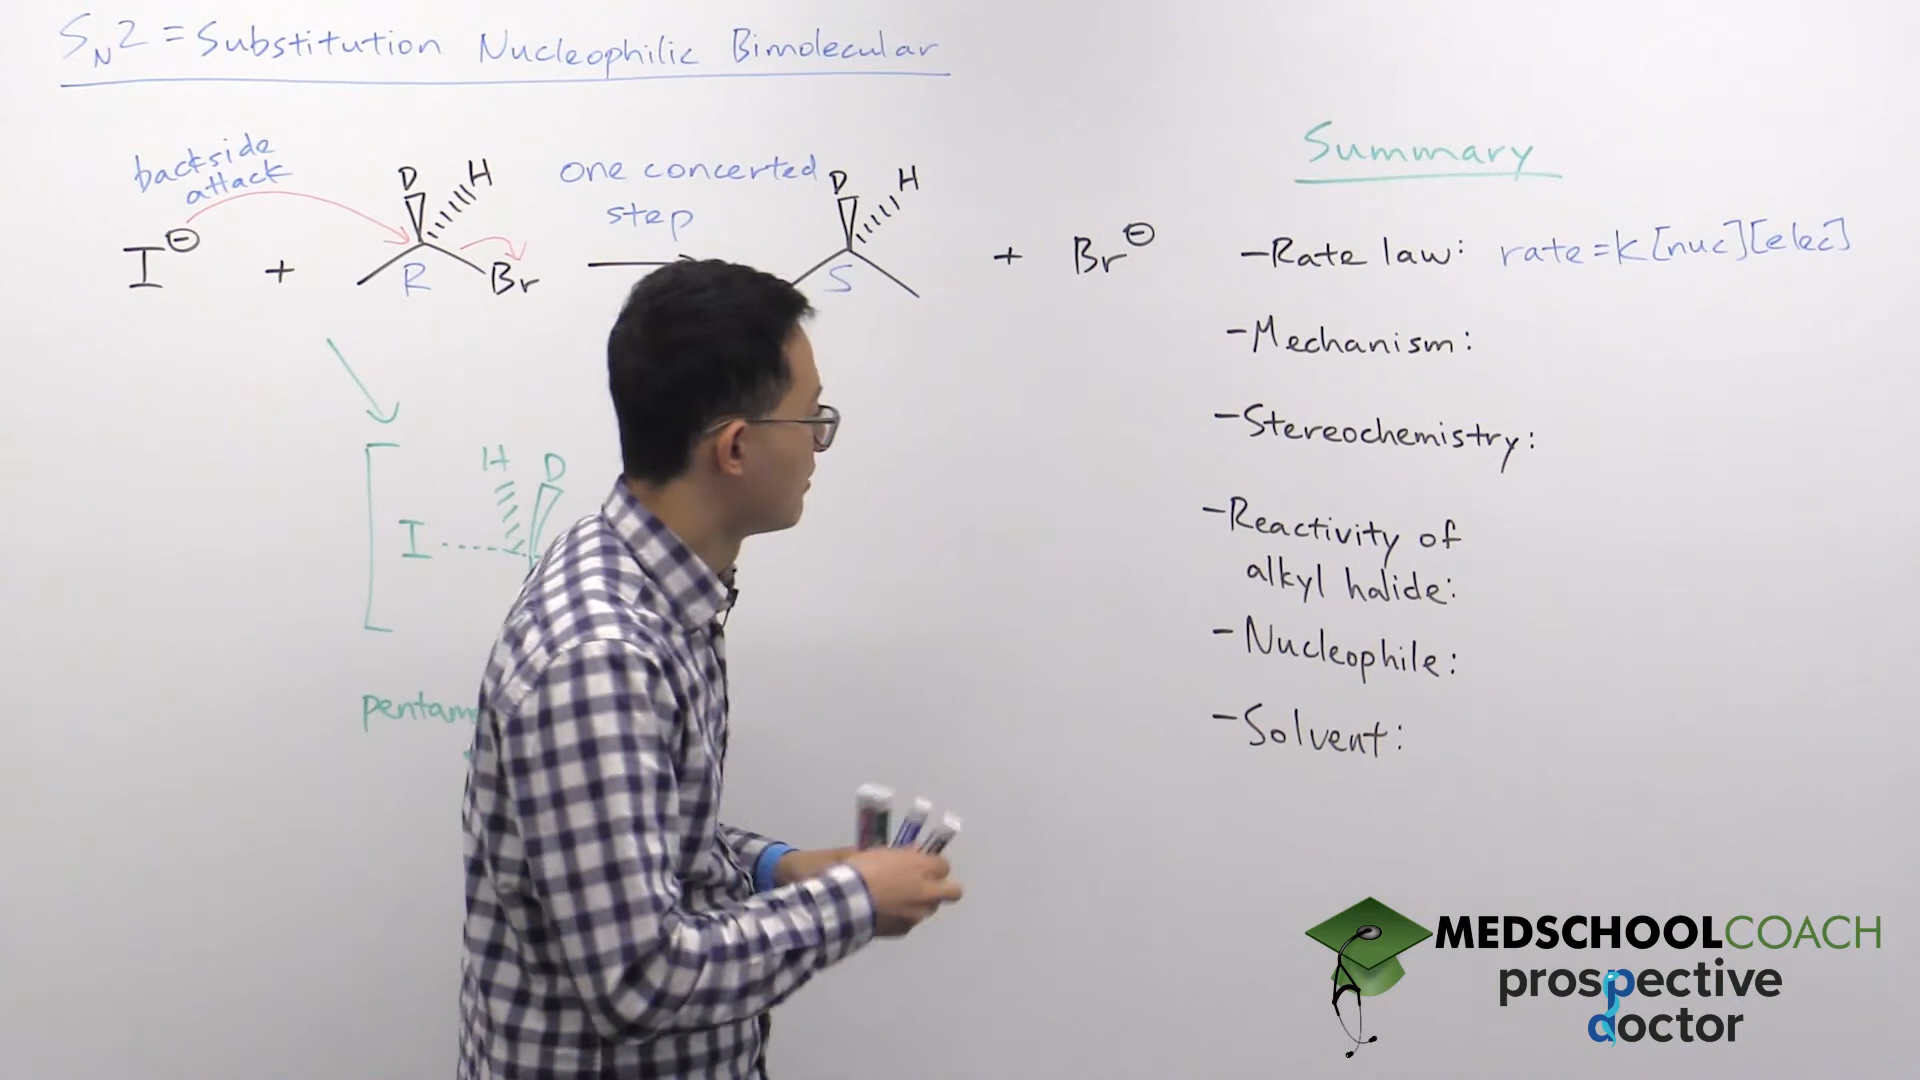 SN2 = Substitution Nucleophilic Bimolecular
backside
attack
I⊖ + D H R Br
one concerted
step
D H S + Br⊖
H D
I
Summary
-Rate law: rate=k[nuc][elec]
-Mechanism:
-Stereochemistry:
-Reactivity of
alkyl halide:
-Nucleophile:
-Solvent:
MEDSCHOOLCOACH
prospective
doctor